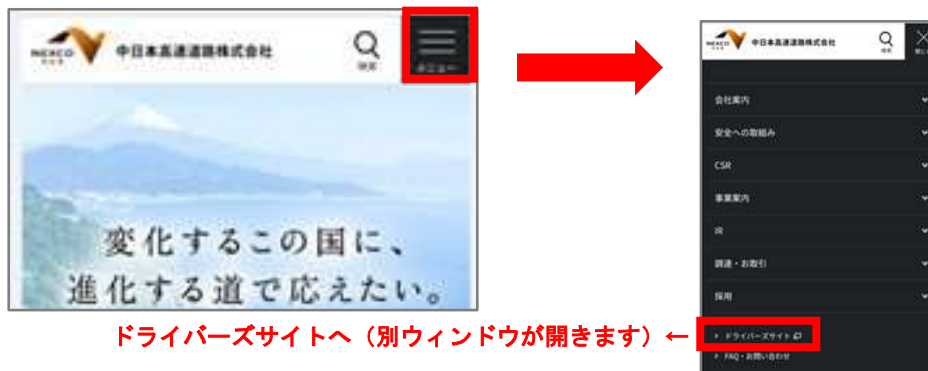 NEXCO
中日本高速道路株式会社
検索
メニュー
変化するこの国に、
進化する道で応えたい。
ドライバーズサイトへ（別ウィンドウが開きます）←
NEXCO
中日本高速道路株式会社
検索
会社案内
安全への取組み
CSR
事業案内
IR
調達・お取引
採用
ドライバーズサイト
FAQ・お問い合わせ